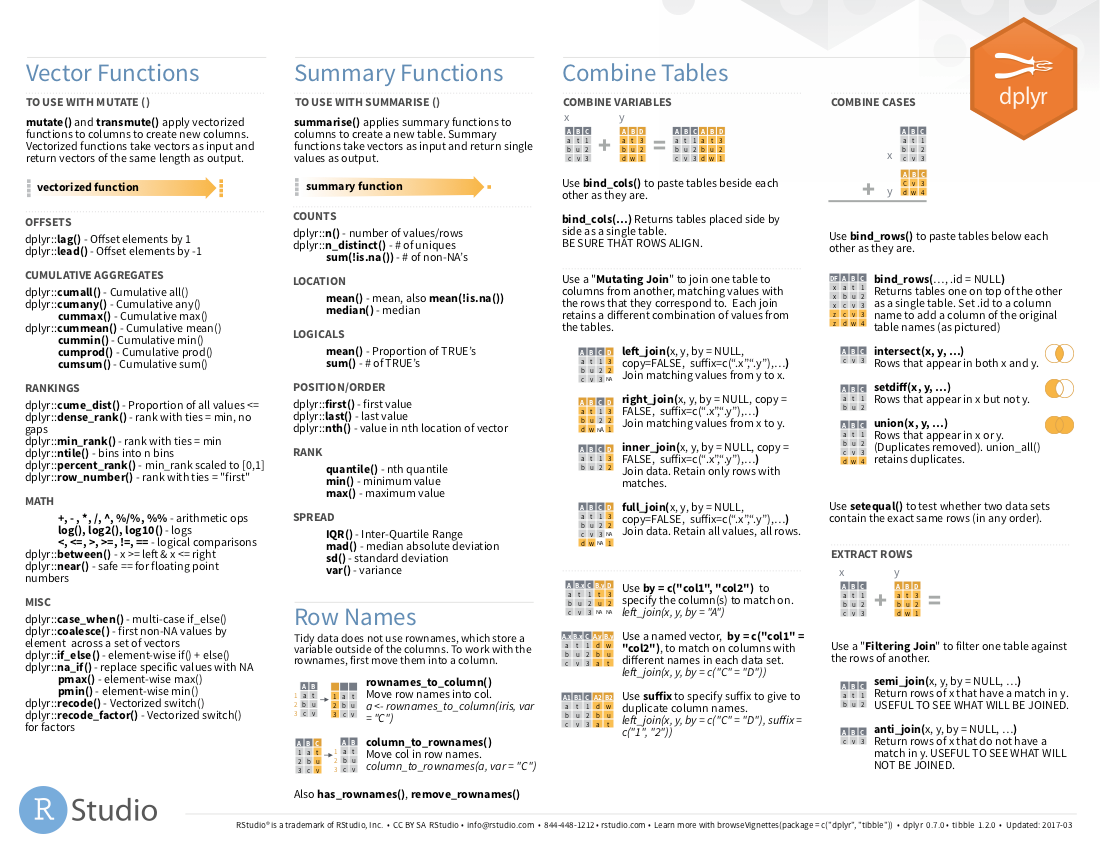 Vector Functions
TO USE WITH MUTATE ()
mutate() and transmute() apply vectorized
functions to columns to create new columns.
Vectorized functions take vectors as input and
return vectors of the same length as output.
vectorized function
OFFSETS
dplyr::lag() - Offset elements by 1
dplyr::lead() - Offset elements by -1
CUMULATIVE AGGREGATES
dplyr::cumall() - Cumulative all()
dplyr::cumany() - Cumulative any()
cummax() - Cumulative max()
dplyr::cummean() - Cumulative mean()
cummin() - Cumulative min()
cumprod() - Cumulative prod()
cumsum() - Cumulative sum()
RANKINGS
dplyr::cume_dist() - Proportion of all values <=
dplyr::dense_rank() - rank with ties = min, no
gaps
dplyr::min_rank() - rank with ties = min
dplyr::ntile() - bins into n bins
dplyr::percent_rank() - min_rank scaled to [0,1]
dplyr::row_number() - rank with ties = "first"
MATH
+, - , *, /, ^, %/%, %% - arithmetic ops
log(), log2(), log10() - logs
<, <=, >, >=, !=, == - logical comparisons
dplyr::between() - x >= left & x <= right
dplyr::near() - safe == for floating point
numbers
MISC
dplyr::case_when() - multi-case if_else()
dplyr::coalesce() - first non-NA values by
element across a set of vectors
dplyr::if_else() - element-wise if() + else()
dplyr::na_if() - replace specific values with NA
pmax() - element-wise max()
pmin() - element-wise min()
dplyr::recode() - Vectorized switch()
dplyr::recode_factor() - Vectorized switch()
for factors
Summary Functions
TO USE WITH SUMMARISE ()
summarise() applies summary functions to
columns to create a new table. Summary
functions take vectors as input and return single
values as output.
summary function
COUNTS
dplyr::n() - number of values/rows
dplyr::n_distinct() - # of uniques
sum(!is.na()) - # of non-NA's
LOCATION
mean() - mean, also mean(!is.na())
median() - median
LOGICALS
mean() - Proportion of TRUE's
sum() - # of TRUE's
POSITION/ORDER
dplyr::first() - first value
dplyr::last() - last value
dplyr::nth() - value in nth location of vector
RANK
quantile() - nth quantile
min() - minimum value
max() - maximum value
SPREAD
IQR() - Inter-Quartile Range
mad() - median absolute deviation
sd() - standard deviation
var() - variance
Row Names
Tidy data does not use rownames, which store a
variable outside of the columns. To work with the
rownames, first move them into a column.
rownames_to_column()
Move row names into col.
a <- rownames_to_column(iris, var
= "C")
column_to_rownames()
Move col in row names.
column_to_rownames(a, var = "C")
Also has_rownames(), remove_rownames()
Combine Tables
COMBINE VARIABLES
x y
A B C A B D A B C A B D
a t 1 + a t 3 = a t 1 a t 3
b u 2 b u 2 b u 2 b u 2
c v 3 d w 1 c v 3 d w 1
Use bind_cols() to paste tables beside each
other as they are.
bind_cols(…) Returns tables placed side by
side as a single table.
BE SURE THAT ROWS ALIGN.
Use a "Mutating Join" to join one table to
columns from another, matching values with
the rows that they correspond to. Each join
retains a different combination of values from
the tables.
left_join(x, y, by = NULL,
copy=FALSE, suffix=c(".x",".y"),…)
Join matching values from y to x.
right_join(x, y, by = NULL, copy =
FALSE, suffix=c(".x",".y"),…)
Join matching values from x to y.
inner_join(x, y, by = NULL, copy =
FALSE, suffix=c(".x",".y"),…)
Join data. Retain only rows with
matches.
full_join(x, y, by = NULL,
copy=FALSE, suffix=c(".x",".y"),…)
Join data. Retain all values, all rows.
Use by = c("col1", "col2") to
specify the column(s) to match on.
left_join(x, y, by = "A")
Use a named vector, by = c("col1" =
"col2"), to match on columns with
different names in each data set.
left_join(x, y, by = c("C" = "D"))
Use suffix to specify suffix to give to
duplicate column names.
left_join(x, y, by = c("C" = "D"), suffix =
c("1", "2"))
dplyr
COMBINE CASES
x
A B C
a t 1
b u 2
c v 3
+ y
A B C
C v 3
d w 4
Use bind_rows() to paste tables below each
other as they are.
bind_rows(…, .id = NULL)
Returns tables one on top of the other
as a single table. Set .id to a column
name to add a column of the original
table names (as pictured)
intersect(x, y, …)
Rows that appear in both x and y.
setdiff(x, y, …)
Rows that appear in x but not y.
union(x, y, …)
Rows that appear in x or y.
(Duplicates removed). union_all()
retains duplicates.
Use setequal() to test whether two data sets
contain the exact same rows (in any order).
EXTRACT ROWS
x y
A B C A B D
a t 1 + a t 3 =
b u 2 b u 2
c v 3 d w 1
Use a "Filtering Join" to filter one table against
the rows of another.
semi_join(x, y, by = NULL, …)
Return rows of x that have a match in y.
USEFUL TO SEE WHAT WILL BE JOINED.
anti_join(x, y, by = NULL, …)
Return rows of x that do not have a
match in y. USEFUL TO SEE WHAT WILL
NOT BE JOINED.
R Studio
RStudio® is a trademark of RStudio, Inc. • CC BY SA RStudio • info@rstudio.com • 844-448-1212 • rstudio.com • Learn more with browseVignettes(package = c("dplyr", "tibble")) • dplyr 0.7.0 • tibble 1.2.0 • Updated: 2017-03